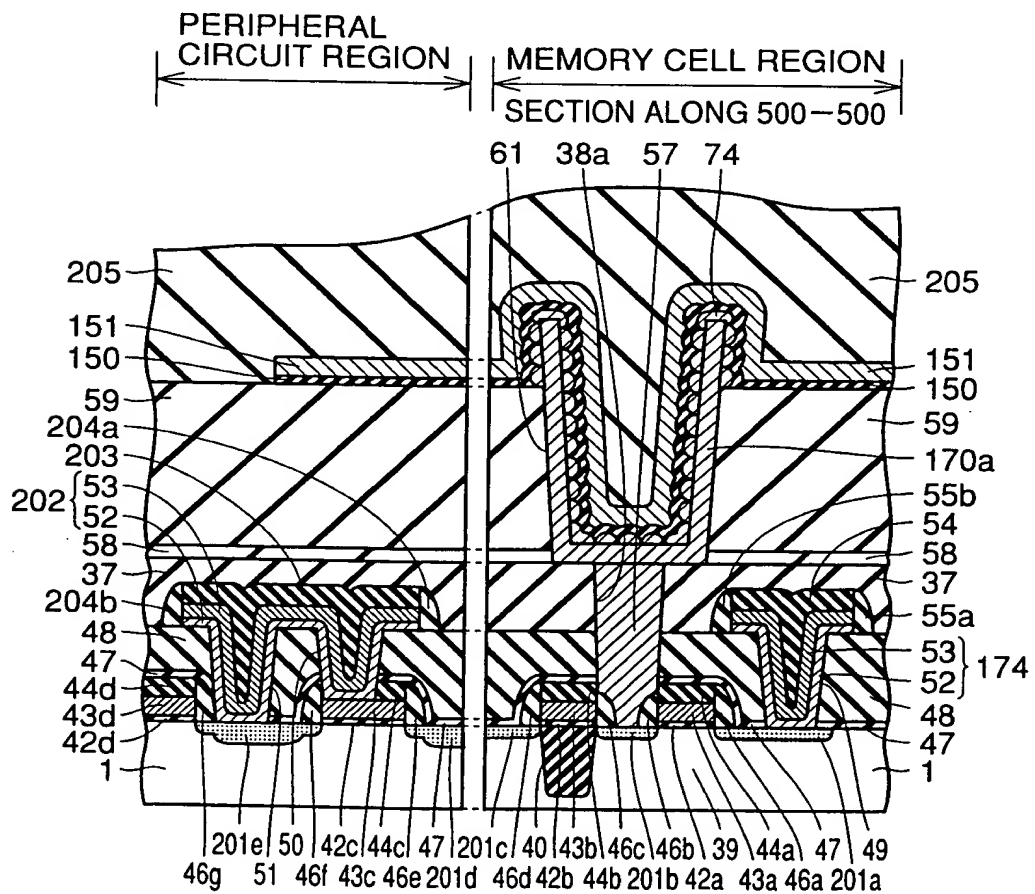 PERIPHERAL
CIRCUIT REGION
MEMORY CELL REGION
SECTION ALONG 500-500
61 38a 57 74
205 205
151 151
150 150
59 59
204a 170a
203 55b
202 { 53 54
52 58
58 37
37 55a
204b 53 } 174
48 52
47 48
44d 47
43d 1
42d
1
201e 50 42c 44c 47 201c 40 43b 46c 46b 39 44a 47 49
46g 51 46f 43c 46e 201d 46d 42b 44b 201b 42a 43a 46a 201a